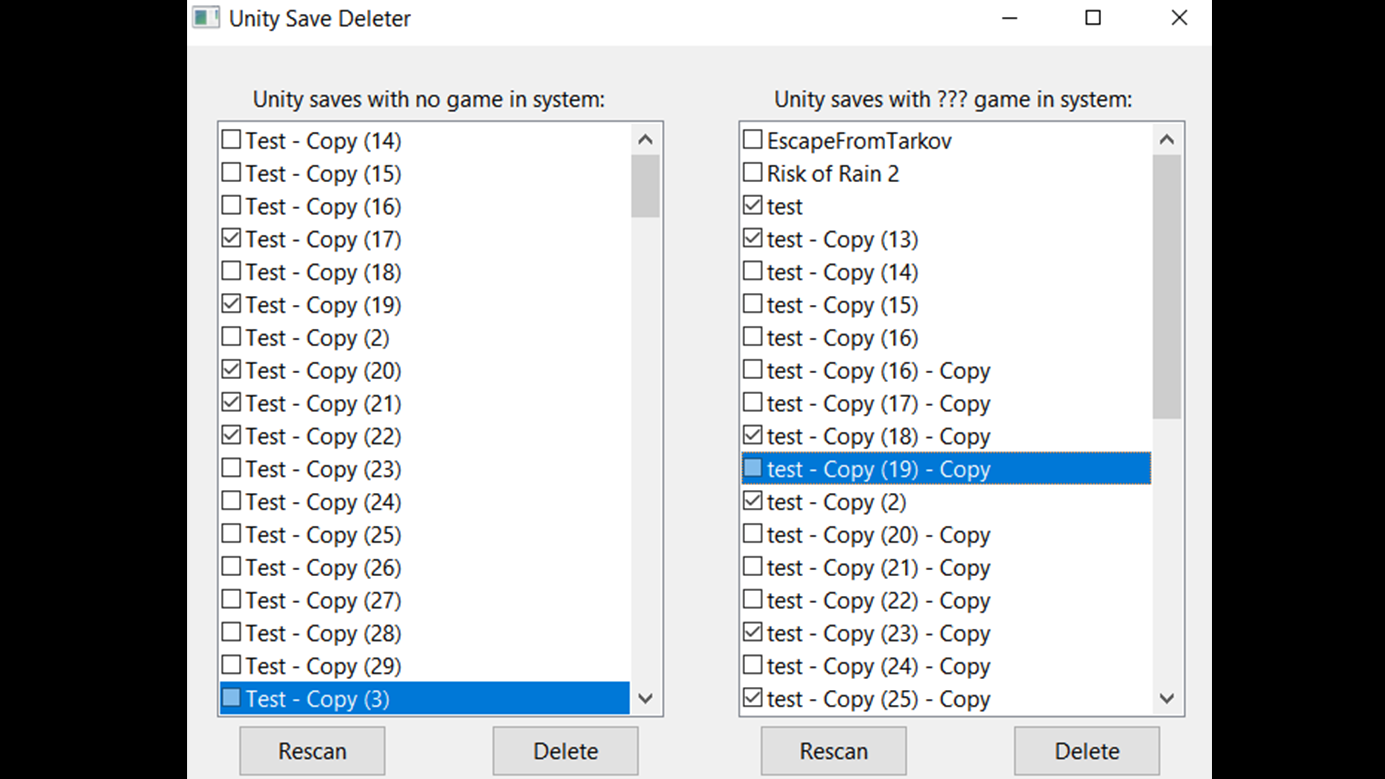 Unity Save Deleter
Unity saves with no game in system:
Test - Copy (14)
Test - Copy (15)
Test - Copy (16)
Test - Copy (17)
Test - Copy (18)
Test - Copy (19)
Test - Copy (2)
Test - Copy (20)
Test - Copy (21)
Test - Copy (22)
Test - Copy (23)
Test - Copy (24)
Test - Copy (25)
Test - Copy (26)
Test - Copy (27)
Test - Copy (28)
Test - Copy (29)
Test - Copy (3)
Rescan
Delete
Unity saves with ??? game in system:
EscapeFromTarkov
Risk of Rain 2
test
test - Copy (13)
test - Copy (14)
test - Copy (15)
test - Copy (16)
test - Copy (16) - Copy
test - Copy (17) - Copy
test - Copy (18) - Copy
test - Copy (19) - Copy
test - Copy (2)
test - Copy (20) - Copy
test - Copy (21) - Copy
test - Copy (22) - Copy
test - Copy (23) - Copy
test - Copy (24) - Copy
test - Copy (25) - Copy
Rescan
Delete